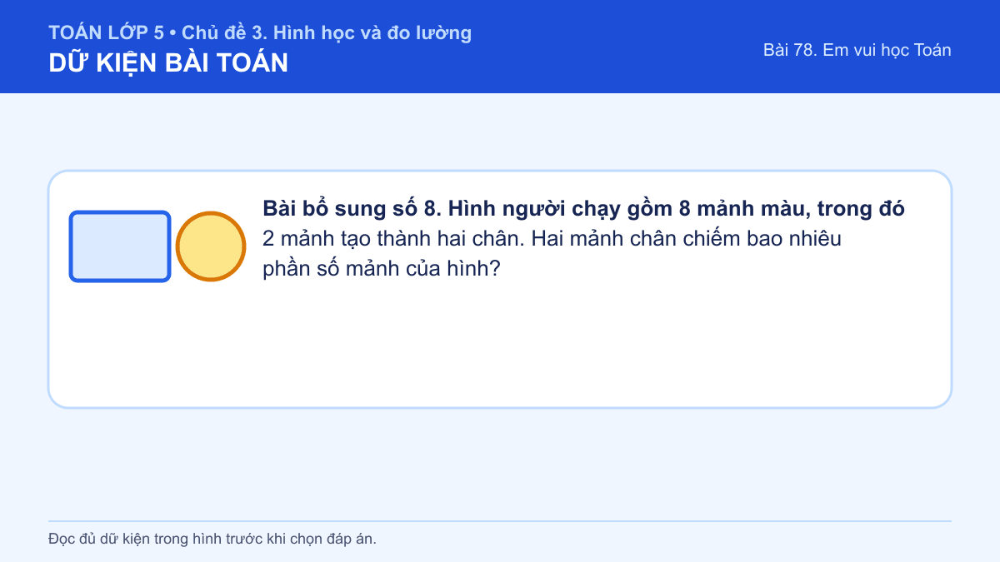 TOÁN LỚP 5 • Chủ đề 3. Hình học và đo lường
DỮ KIỆN BÀI TOÁN
Bài 78. Em vui học Toán
Bài bổ sung số 8. Hình người chạy gồm 8 mảnh màu, trong đó
2 mảnh tạo thành hai chân. Hai mảnh chân chiếm bao nhiêu
phần số mảnh của hình?
Đọc đủ dữ kiện trong hình trước khi chọn đáp án.